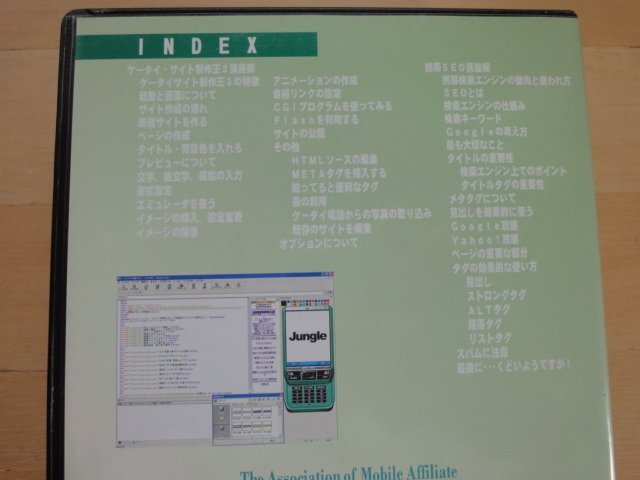 INDEX
ケータイ・サイト制作王3講座編
ケータイサイト制作王3の特徴
起動と画面について
サイト作成の流れ
新規サイトを作る
ページの作成
タイトル・背景色を入れる
プレビューについて
文字、絵文字、横線の入力
書式設定
エミュレータを使う
イメージの挿入、設定変更
イメージの編集
アニメーションの作成
各種リンクの設定
CGIプログラムを使ってみる
Flashを利用する
サイトの公開
その他
HTMLソースの編集
METAタグを挿入する
知ってると便利なタグ
表の利用
ケータイ電話からの写真の取り込み
既存のサイトを編集
オプションについて
携帯SEO講座編
携帯検索エンジンの動向と使われ方
SEOとは
検索エンジンの仕組み
検索キーワード
Googleの考え方
最も大切なこと
タイトルの重要性
検索エンジン上でのポイント
タイトルタグの重要性
メタタグについて
見出しを効果的に使う
Google攻略
Yahoo!攻略
ページの重要な部分
タグの効果的な使い方
見出し
ストロングタグ
ALTタグ
段落タグ
リストタグ
スパムに注意
最後に…くどいようですが!
Jungle
The Association of Mobile Affiliate